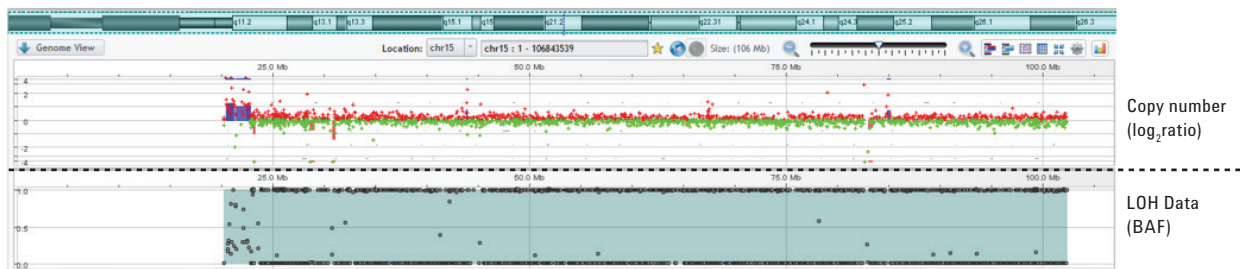 q11.2 q13.1 q13.3 q15.1 q15 q21.2 q22.31 q24.1 q24.3 q25.2 q26.1 q26.3
Genome View Location: chr15 chr15 : 1 - 106843539 Size: (106 Mb)
25.0 Mb 50.0 Mb 75.0 Mb 100.0 Mb
4
2
0
-2
-4
Copy number
(log2ratio)
25.0 Mb 50.0 Mb 75.0 Mb 100.0 Mb
1.0
0.5
0.0
LOH Data
(BAF)